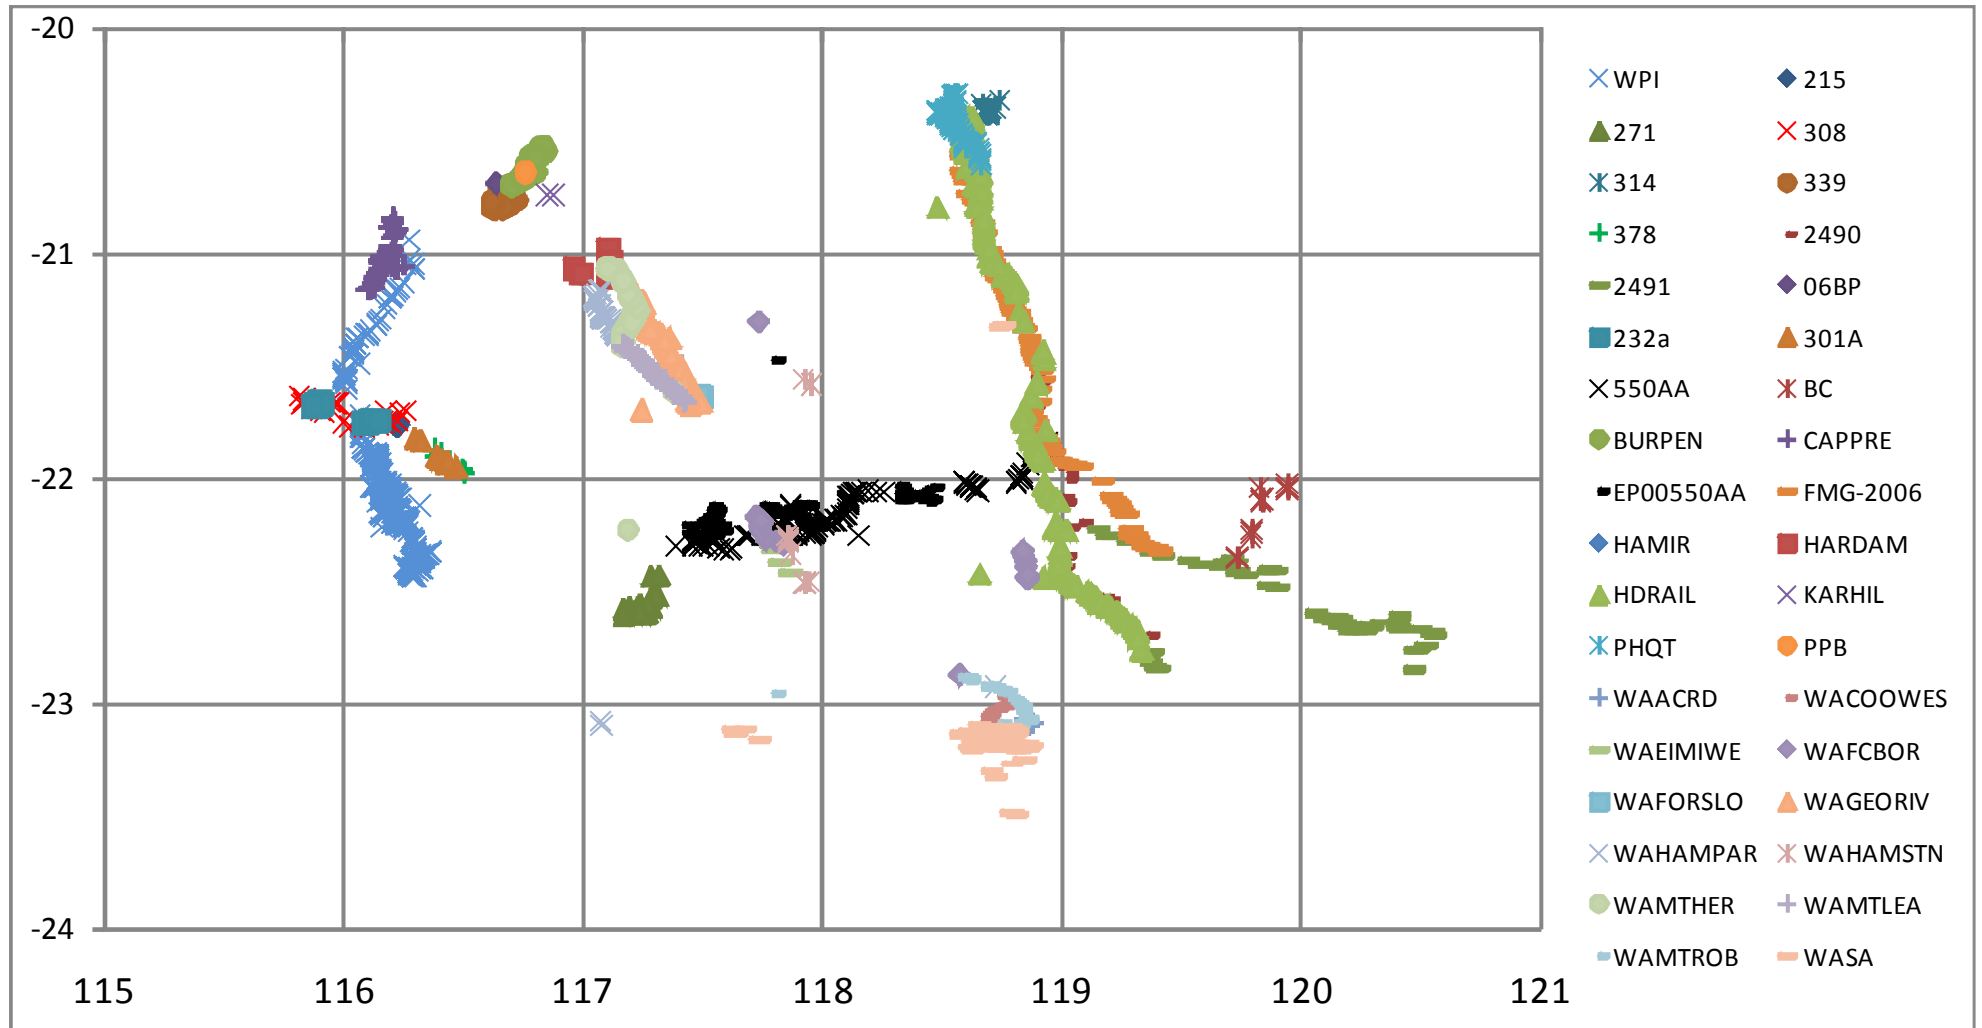 -20
-21
-22
-23
-24
115 116 117 118 119 120 121
WPI 215
271 308
314 339
378 2490
2491 06BP
232a 301A
550AA BC
BURPEN CAPPRE
EP00550AA FMG-2006
HAMIR HARDAM
HDRAIL KARHIL
PHQT PPB
WAACRD WACOOWES
WAEIMIWE WAFCBOR
WAFORSLO WAGEORIV
WAHAMPAR WAHAMSTN
WAMTHER WAMTLEA
WAMTROB WASA